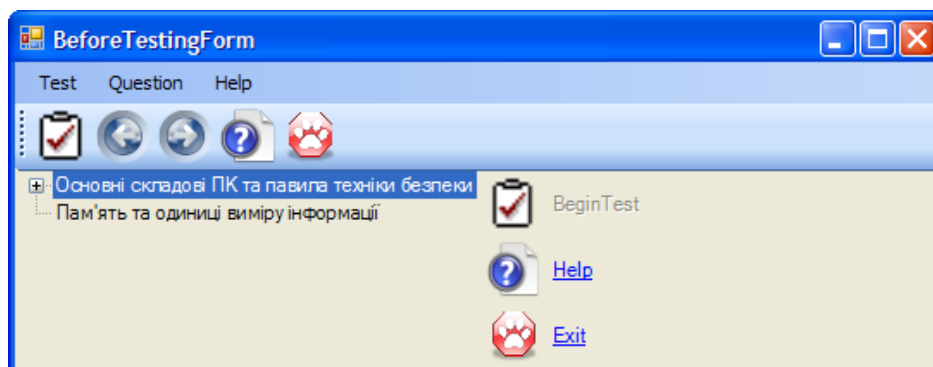 BeforeTestingForm
Test Question Help
Основні складові ПК та павила техніки безпеки
Пам'ять та одиниці виміру інформації
BeginTest
Help
Exit